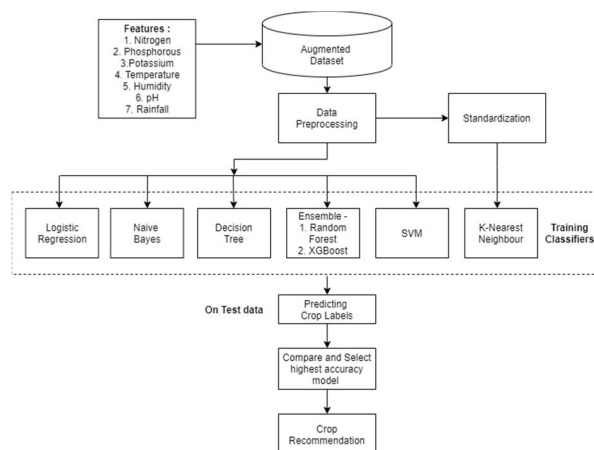 Features :
1. Nitrogen
2. Phosphorous
3.Potassium
4. Temperature
5. Humidity
6. pH
7. Rainfall
Augmented
Dataset
Data
Preprocessing
Standardization
Logistic
Regression
Naive
Bayes
Decision
Tree
Ensemble -
1. Random
Forest
2. XGBoost
SVM
K-Nearest
Neighbour
Training
Classifiers
On Test data
Predicting
Crop Labels
Compare and Select
highest accuracy
model
Crop
Recommendation